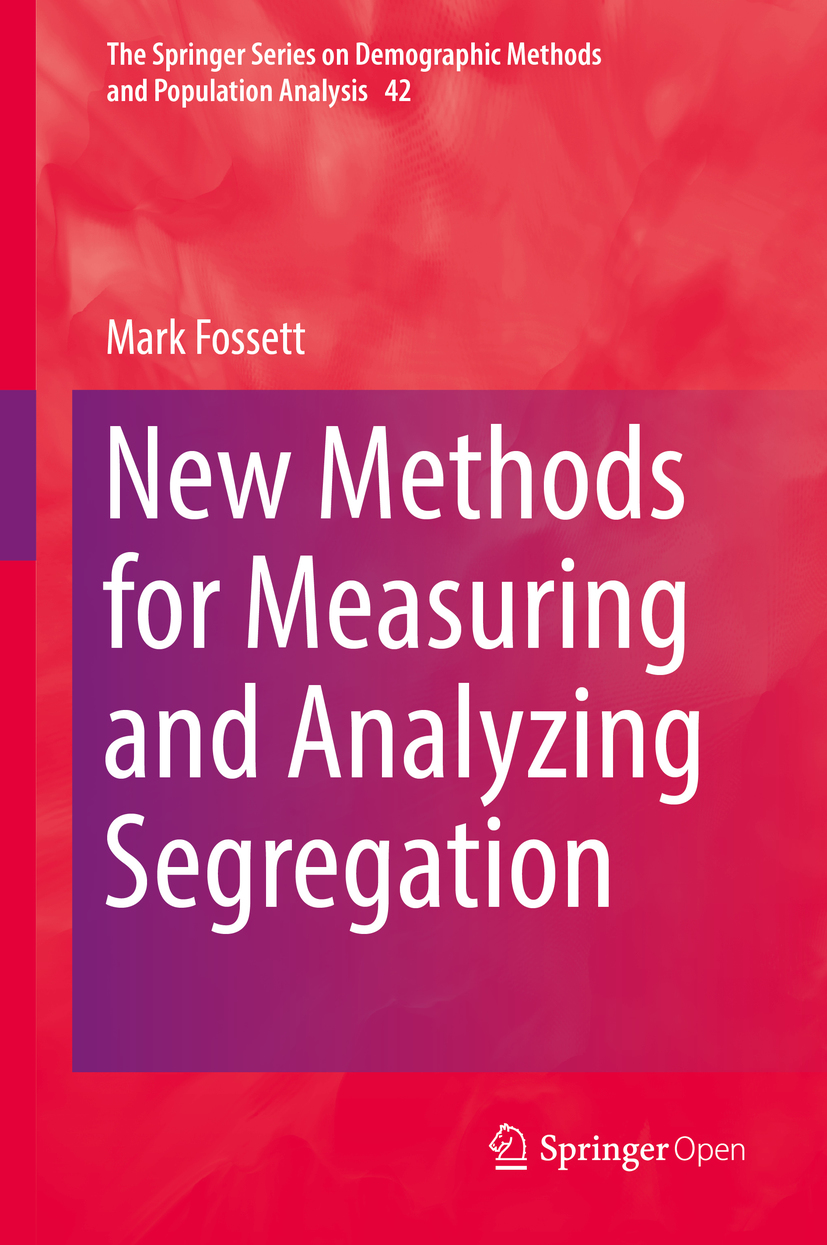 The Springer Series on Demographic Methods
and Population Analysis 42
Mark Fossett
New Methods
for Measuring
and Analyzing
Segregation
Springer Open